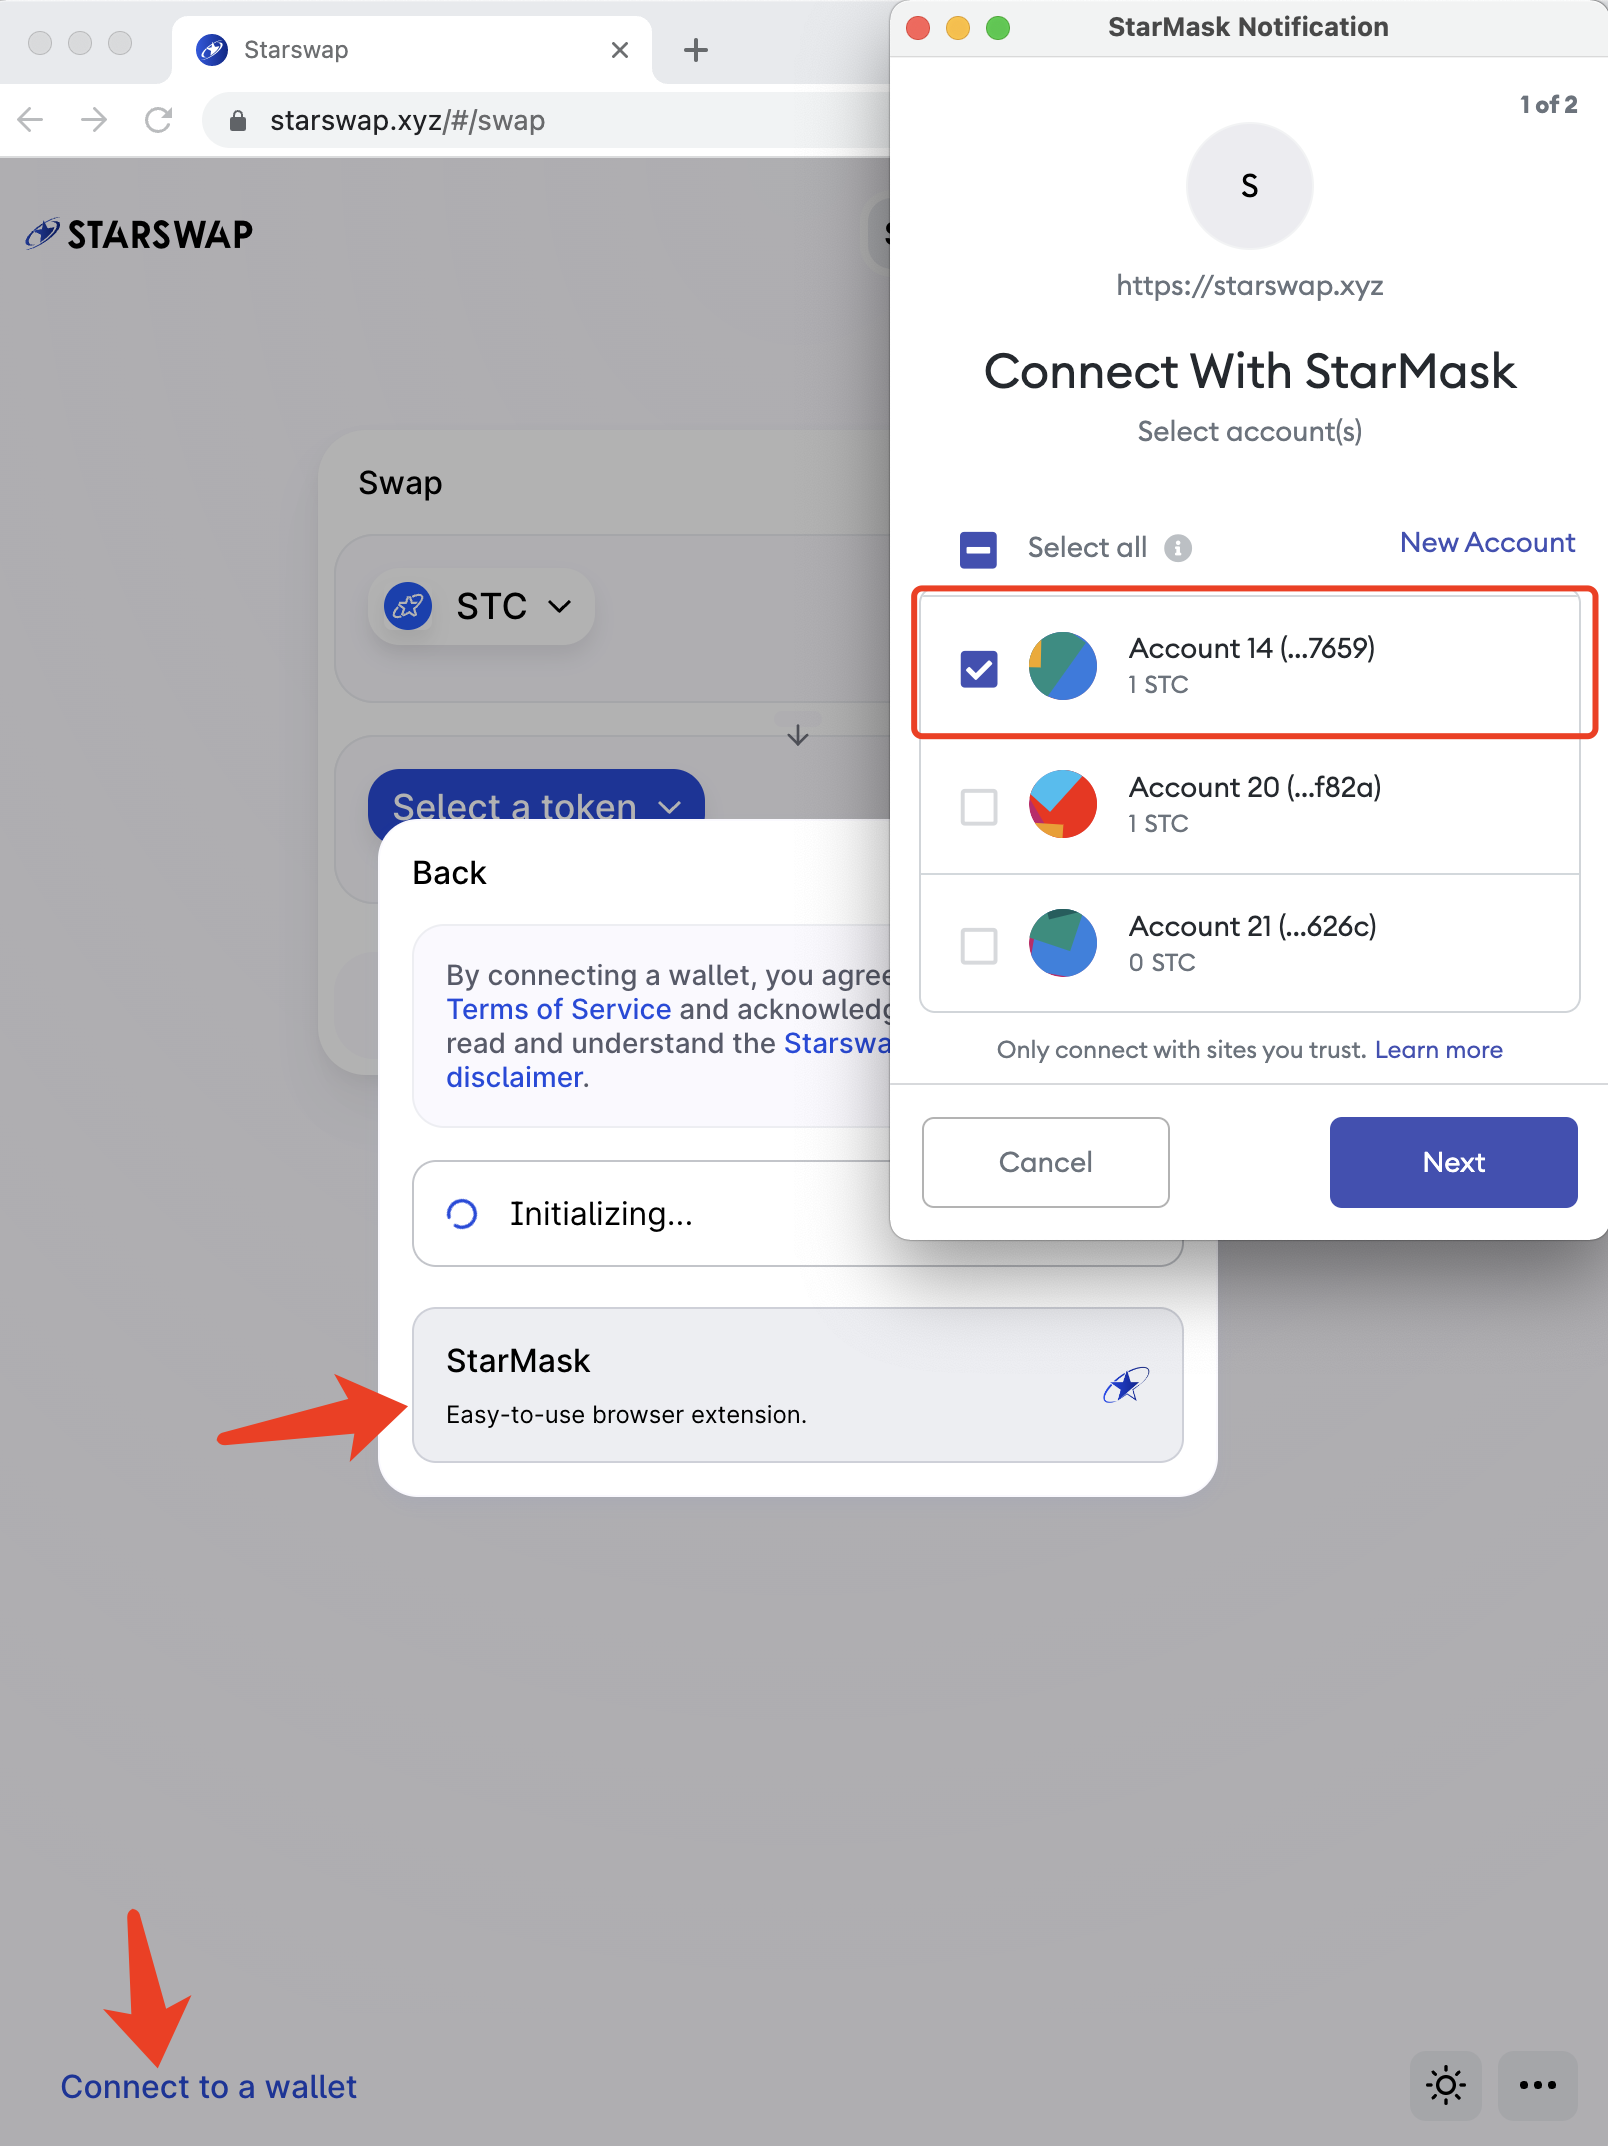 Starswap
starswap.xyz/#/swap
STARSWAP
Swap
STC
Select a token
Back
By connecting a wallet, you agree
Terms of Service and acknowledg
read and understand the Starswa
disclaimer.
Initializing...
StarMask
Easy-to-use browser extension.
Connect to a wallet
StarMask Notification
1 of 2
S
https://starswap.xyz
Connect With StarMask
Select account(s)
Select all
New Account
Account 14 (...7659)
1 STC
Account 20 (...f82a)
1 STC
Account 21 (...626c)
0 STC
Only connect with sites you trust. Learn more
Cancel
Next